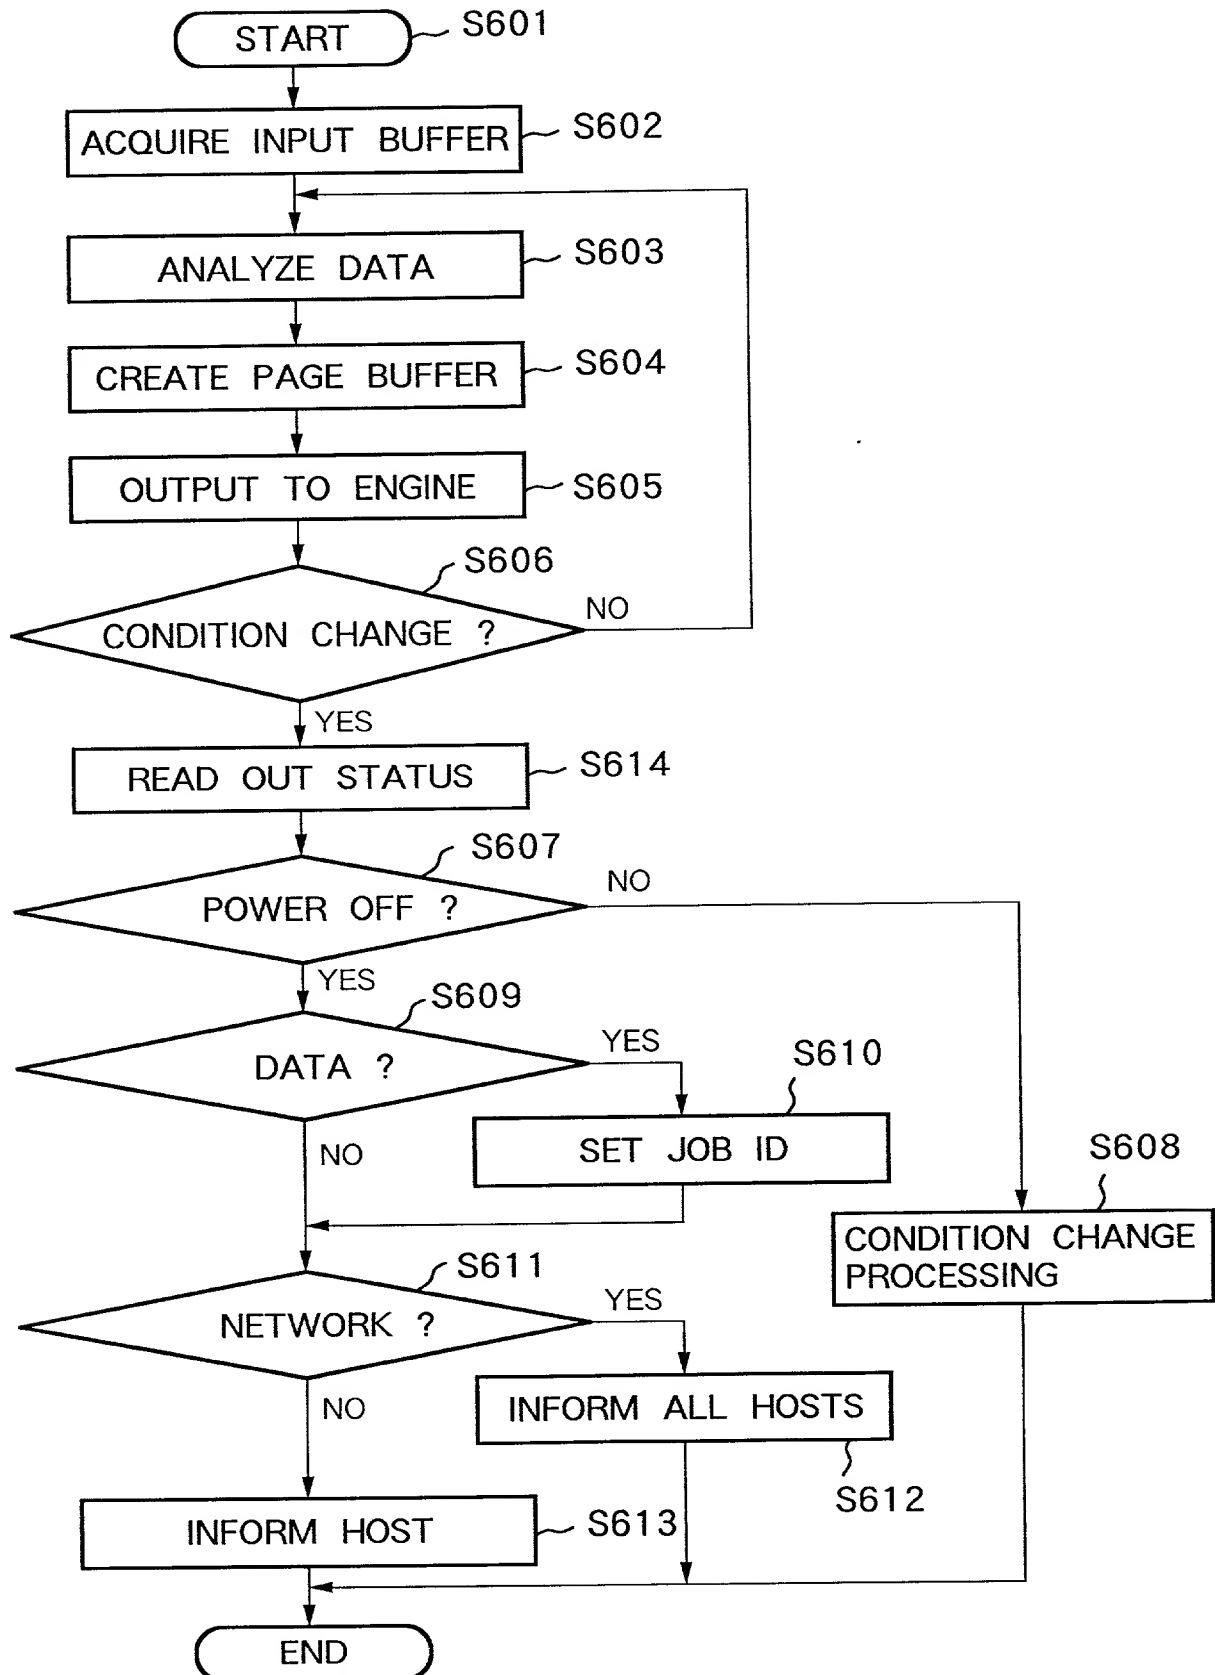 START
S601
ACQUIRE INPUT BUFFER
S602
ANALYZE DATA
S603
CREATE PAGE BUFFER
S604
OUTPUT TO ENGINE
S605
S606
CONDITION CHANGE ?
NO
YES
READ OUT STATUS
S614
S607
POWER OFF ?
NO
YES
S609
DATA ?
YES
S610
SET JOB ID
NO
S608
CONDITION CHANGE
PROCESSING
S611
NETWORK ?
YES
INFORM ALL HOSTS
S612
NO
INFORM HOST
S613
END